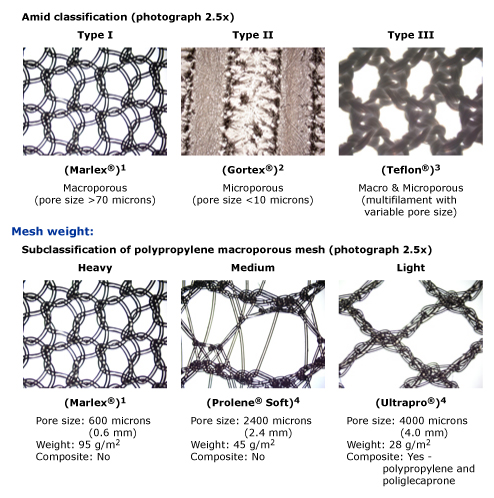 Amid classification (photograph 2.5x)
Type I
Type II
Type III
(Marlex®)1
(Gortex®)2
(Teflon®)3
Macroporous
(pore size >70 microns)
Microporous
(pore size <10 microns)
Macro & Microporous
(multifilament with
variable pore size)
Mesh weight:
Subclassification of polypropylene macroporous mesh (photograph 2.5x)
Heavy
Medium
Light
(Marlex®)1
(Prolene® Soft)4
(Ultrapro®)4
Pore size: 600 microns
(0.6 mm)
Weight: 95 g/m2
Composite: No
Pore size: 2400 microns
(2.4 mm)
Weight: 45 g/m2
Composite: No
Pore size: 4000 microns
(4.0 mm)
Weight: 28 g/m2
Composite: Yes -
polypropylene and
poliglecaprone